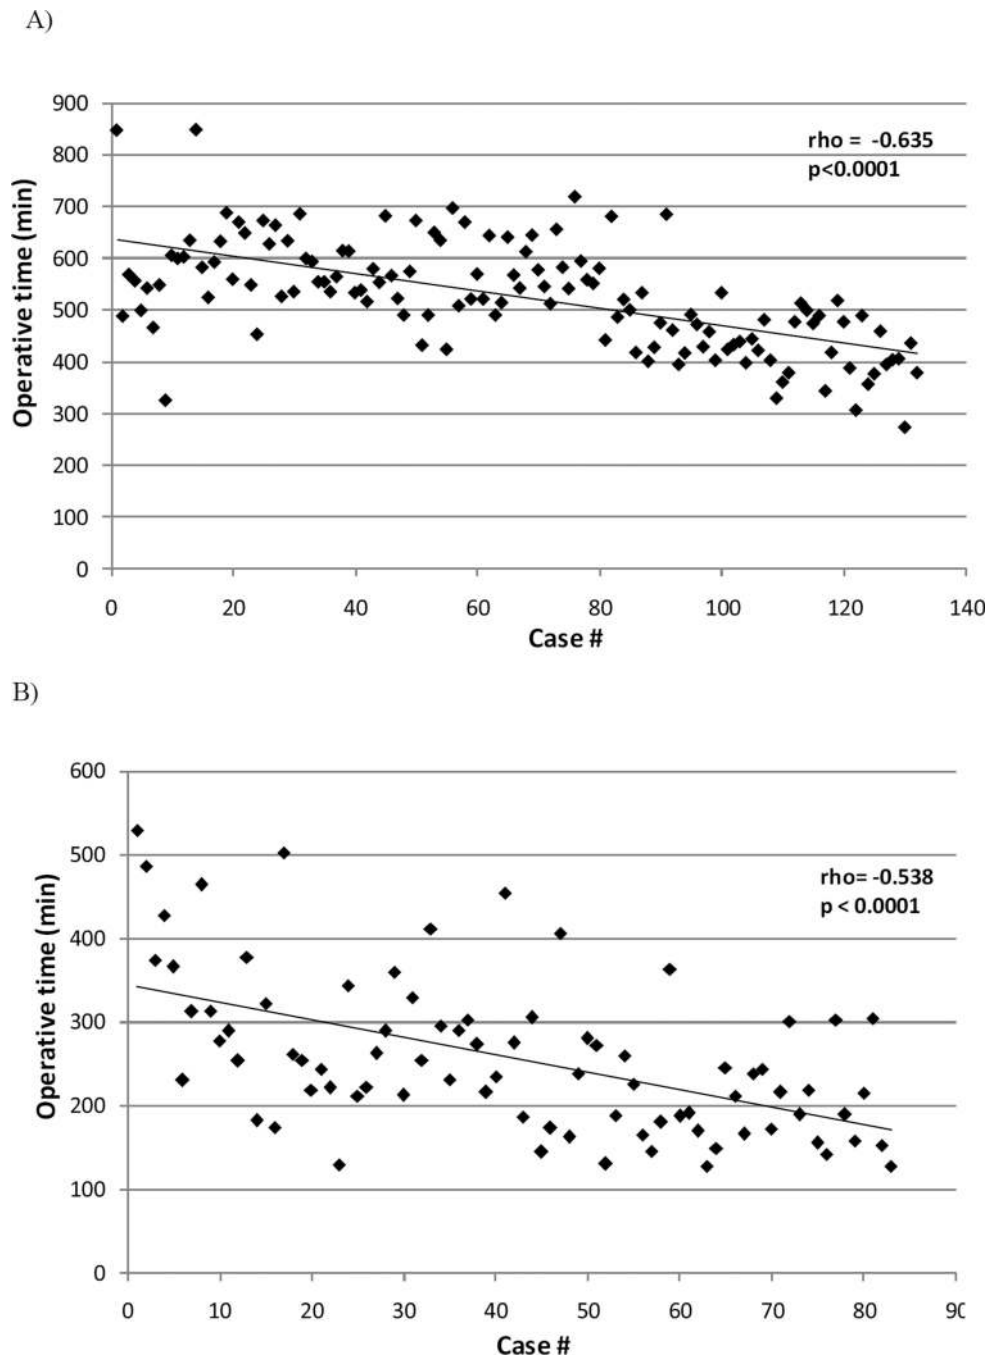 A)
900
800
700
600
500
400
300
200
100
0
Operative time (min)
rho = -0.635
p<0.0001
0 20 40 60 80 100 120 140
Case #
B)
600
500
400
300
200
100
0
Operative time (min)
rho= -0.538
p < 0.0001
0 10 20 30 40 50 60 70 80 90
Case #